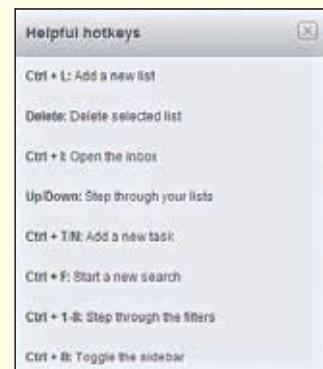 Helpful hotkeys
Ctrl + L: Add a new list
Delete: Delete selected list
Ctrl + I: Open the inbox
Up/Down: Step through your lists
Ctrl + T/N: Add a new task
Ctrl + F: Start a new search
Ctrl + 1-8: Step through the filters
Ctrl + B: Toggle the sidebar